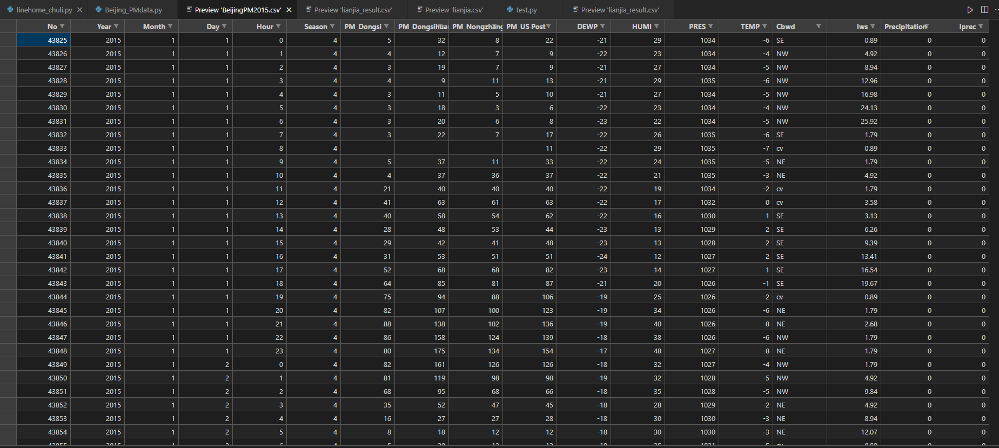 linehome_chuli.py Beijing_PMdata.py Preview 'BeijingPM2015.csv' Preview 'lianjia_result.csv' Preview 'lianjia.csv' test.py Preview 'lianjia_result.csv'
No Year Month Day Hour Season PM_Dongsi PM_Dongsihuan PM_Nongzhang PM_US Post DEWP HUMI PRES TEMP Cbwd Iws Precipitation Iprec
43825 2015 1 1 0 4 5 32 8 22 -21 29 1034 -6 SE 0.89 0 0
43826 2015 1 1 1 4 4 12 7 9 -22 23 1034 -4 NW 4.92 0 0
43827 2015 1 1 2 4 3 19 7 9 -21 27 1034 -5 NW 8.94 0 0
43828 2015 1 1 3 4 4 9 11 13 -21 29 1035 -6 NW 12.96 0 0
43829 2015 1 1 4 4 3 11 5 10 -21 27 1034 -5 NW 16.98 0 0
43830 2015 1 1 5 4 3 18 3 6 -22 23 1034 -4 NW 24.13 0 0
43831 2015 1 1 6 4 3 20 6 8 -23 22 1034 -5 NW 25.92 0 0
43832 2015 1 1 7 4 3 22 7 17 -22 26 1035 -6 SE 1.79 0 0
43833 2015 1 1 8 4 11 -22 29 1035 -7 cv 0.89 0 0
43834 2015 1 1 9 4 5 37 11 33 -22 24 1035 -5 NE 1.79 0 0
43835 2015 1 1 10 4 4 37 36 37 -22 21 1035 -3 NE 4.92 0 0
43836 2015 1 1 11 4 21 40 40 40 -22 19 1034 -2 cv 1.79 0 0
43837 2015 1 1 12 4 41 63 61 63 -22 17 1032 0 cv 3.58 0 0
43838 2015 1 1 13 4 40 58 54 62 -22 16 1030 1 SE 3.13 0 0
43839 2015 1 1 14 4 28 48 53 44 -23 13 1029 2 SE 6.26 0 0
43840 2015 1 1 15 4 29 42 41 48 -23 13 1028 2 SE 9.39 0 0
43841 2015 1 1 16 4 31 53 51 51 -24 12 1027 2 SE 13.41 0 0
43842 2015 1 1 17 4 52 68 68 82 -23 14 1027 1 SE 16.54 0 0
43843 2015 1 1 18 4 64 85 81 87 -21 20 1026 -1 SE 19.67 0 0
43844 2015 1 1 19 4 75 94 88 106 -19 25 1026 -2 cv 0.89 0 0
43845 2015 1 1 20 4 82 107 100 123 -19 34 1026 -6 NE 1.79 0 0
43846 2015 1 1 21 4 88 138 102 136 -19 40 1026 -8 NE 2.68 0 0
43847 2015 1 1 22 4 86 158 124 139 -18 38 1026 -6 NW 1.79 0 0
43848 2015 1 1 23 4 80 175 134 154 -17 48 1027 -8 NE 1.79 0 0
43849 2015 1 2 0 4 82 161 126 126 -18 32 1027 -4 NW 1.79 0 0
43850 2015 1 2 1 4 81 119 98 98 -19 32 1028 -5 NW 4.92 0 0
43851 2015 1 2 2 4 68 95 68 66 -18 35 1028 -5 NW 9.84 0 0
43852 2015 1 2 3 4 35 52 47 45 -18 28 1029 -2 NE 4.92 0 0
43853 2015 1 2 4 4 16 27 27 28 -18 30 1030 -3 NE 8.94 0 0
43854 2015 1 2 5 4 8 18 12 12 -18 30 1030 -3 NE 12.07 0 0